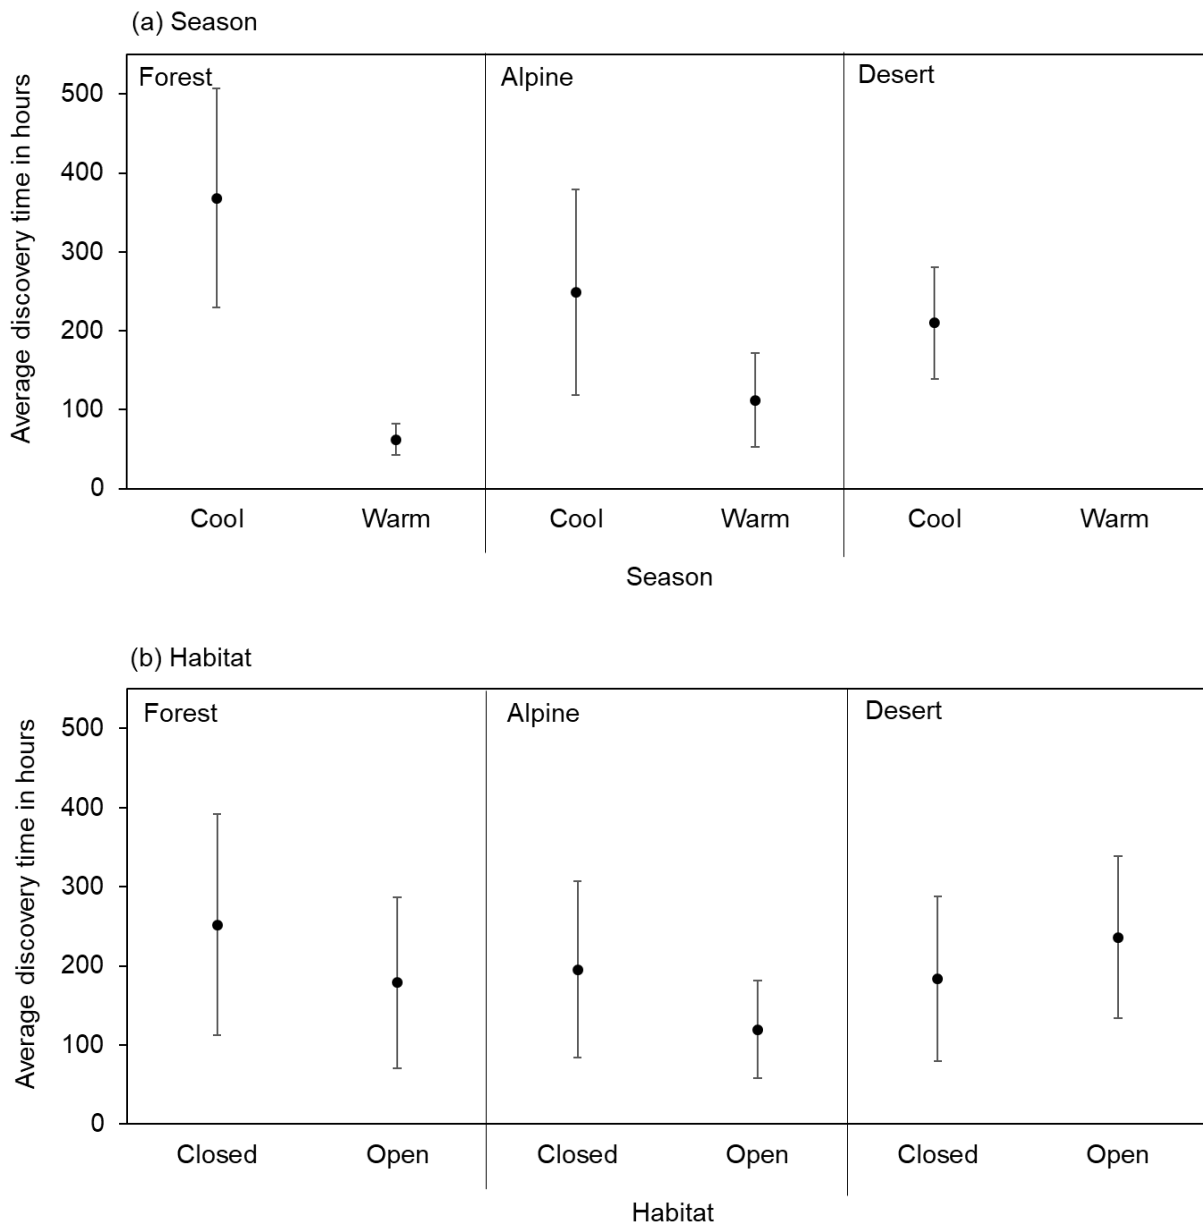 (a) Season
Forest
Alpine
Desert
Average discovery time in hours
500
400
300
200
100
0
Cool
Warm
Cool
Warm
Cool
Warm
Season
(b) Habitat
Forest
Alpine
Desert
Average discovery time in hours
500
400
300
200
100
0
Closed
Open
Closed
Open
Closed
Open
Habitat